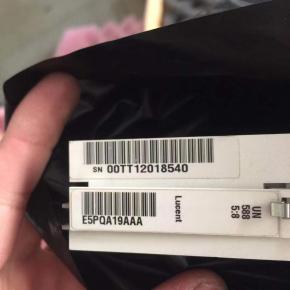 SN 00TT12018540
E5PQA19AAA
Lucent
UN
588
5:8